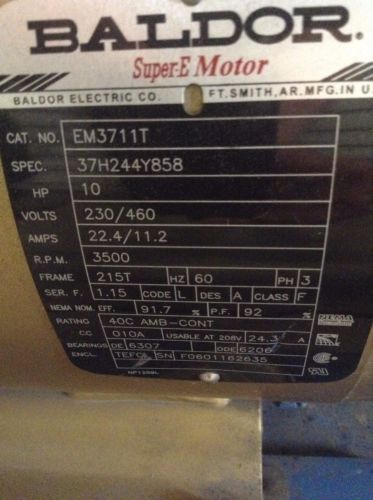 BALDOR.
Super-E Motor
BALDOR ELECTRIC CO. FT. SMITH, AR. MFG. IN U.
CAT. NO. EM3711T
SPEC. 37H244Y858
HP 10
VOLTS 230/460
AMPS 22.4/11.2
R.P.M. 3500
FRAME 215T HZ 60 PH 3
SER. F. 1.15 CODE L DES A CLASS F
NEMA NOM. EFF. 91.7 % P.F. 92 %
RATING 40C AMB-CONT NEMA
CC 010A USABLE AT 208V 24.3 A
BEARINGS DE 6307 ODE 6206
ENCL. TEFC SN F0601162635